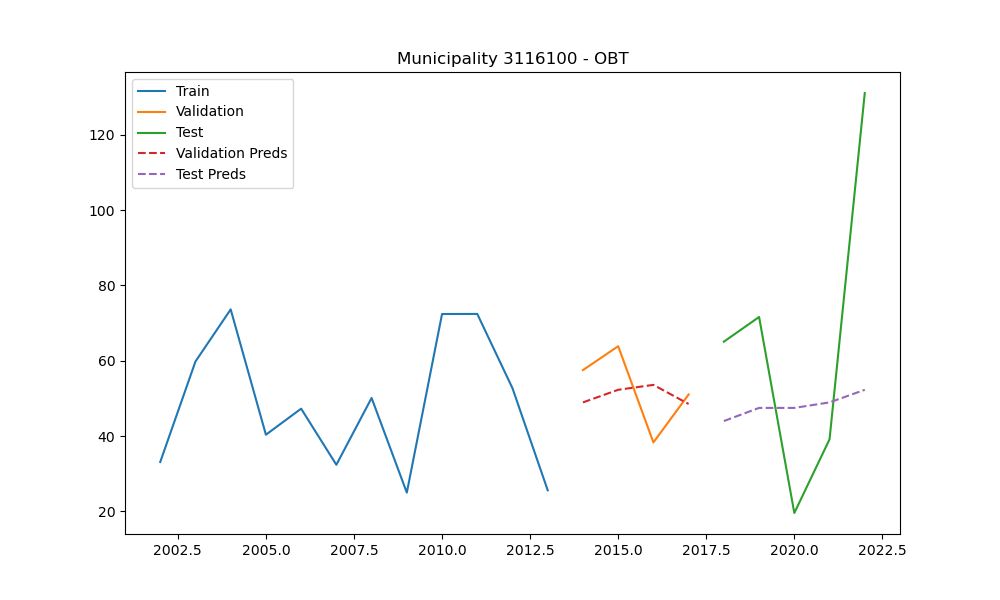 Municipality 3116100 - OBT
Train
Validation
Test
Validation Preds
Test Preds
120
100
80
60
40
20
2002.5 2005.0 2007.5 2010.0 2012.5 2015.0 2017.5 2020.0 2022.5